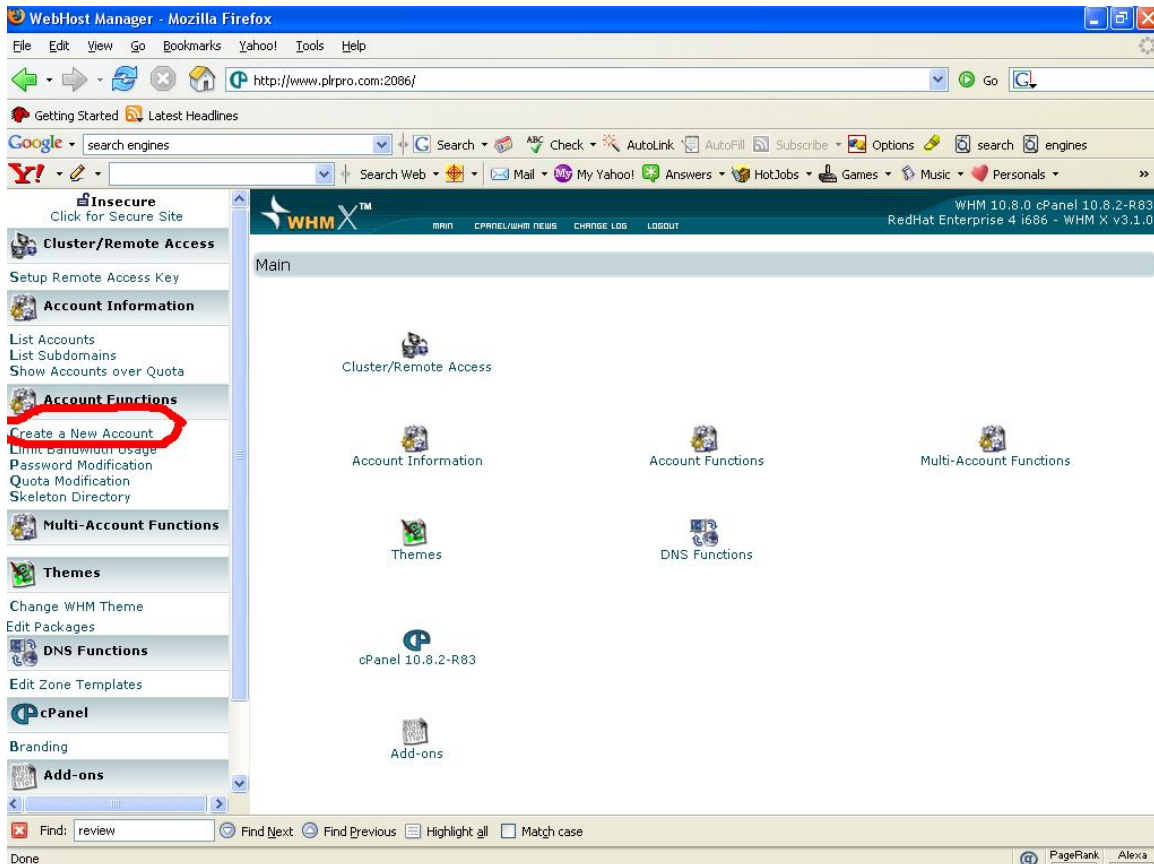 WebHost Manager - Mozilla Firefox
File Edit View Go Bookmarks Yahoo! Tools Help
http://www.plrpro.com:2086/ Go G
Getting Started Latest Headlines
Google search engines G Search ABC Check AutoLink AutoFill Subscribe Options search engines
Y! Search Web Mail My My Yahoo! Answers HotJobs Games Music Personals »
Insecure
Click for Secure Site
Cluster/Remote Access
Setup Remote Access Key
Account Information
List Accounts
List Subdomains
Show Accounts over Quota
Account Functions
Create a New Account
Limit Bandwidth Usage
Password Modification
Quota Modification
Skeleton Directory
Multi-Account Functions
Themes
Change WHM Theme
Edit Packages
DNS Functions
Edit Zone Templates
cPanel
Branding
Add-ons
WHM X™
MAIN CPANEL/WHM NEWS CHANGE LOG LOGOUT
WHM 10.8.0 cPanel 10.8.2-R83
RedHat Enterprise 4 i686 - WHM X v3.1.0
Main
Cluster/Remote Access
Account Information Account Functions Multi-Account Functions
Themes DNS Functions
cPanel 10.8.2-R83
Add-ons
Find: review Find Next Find Previous Highlight all Match case
Done PageRank Alexa